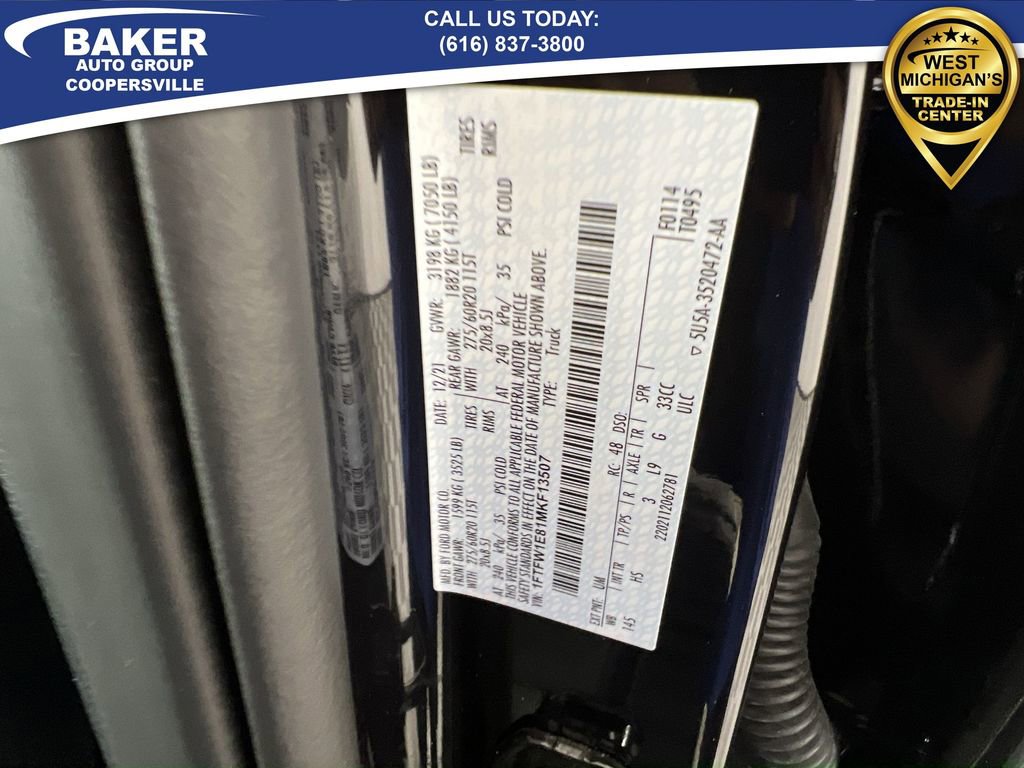 BAKER
AUTO GROUP
COOPERSVILLE
CALL US TODAY:
(616) 837-3800
WEST
MICHIGAN'S
TRADE-IN
CENTER
MFD. BY FORD MOTOR CO.
DATE: 12/21 GVWR: 3198 KG ( 7050 LB)
FRONT GAWR: 1599 KG ( 3525 LB) REAR GAWR: 1882 KG ( 4150 LB)
WITH 275/60R20 115T TIRES WITH 275/60R20 115T TIRES
20x8.5J RIMS 20x8.5J RIMS
AT 240 kPa/ 35 PSI COLD AT 240 kPa/ 35 PSI COLD
THIS VEHICLE CONFORMS TO ALL APPLICABLE FEDERAL MOTOR VEHICLE
SAFETY STANDARDS IN EFFECT ON THE DATE OF MANUFACTURE SHOWN ABOVE.
VIN: 1FTFW1E81MKF13507 TYPE: Truck
F0114
T0495
EXT PNT: UM RC: 48 DSO:
WB INT TR TP/PS R AXLE TR SPR
145 HS 3 L9 G 33CC
ULC
2202112062781
5U5A-3520472-AA